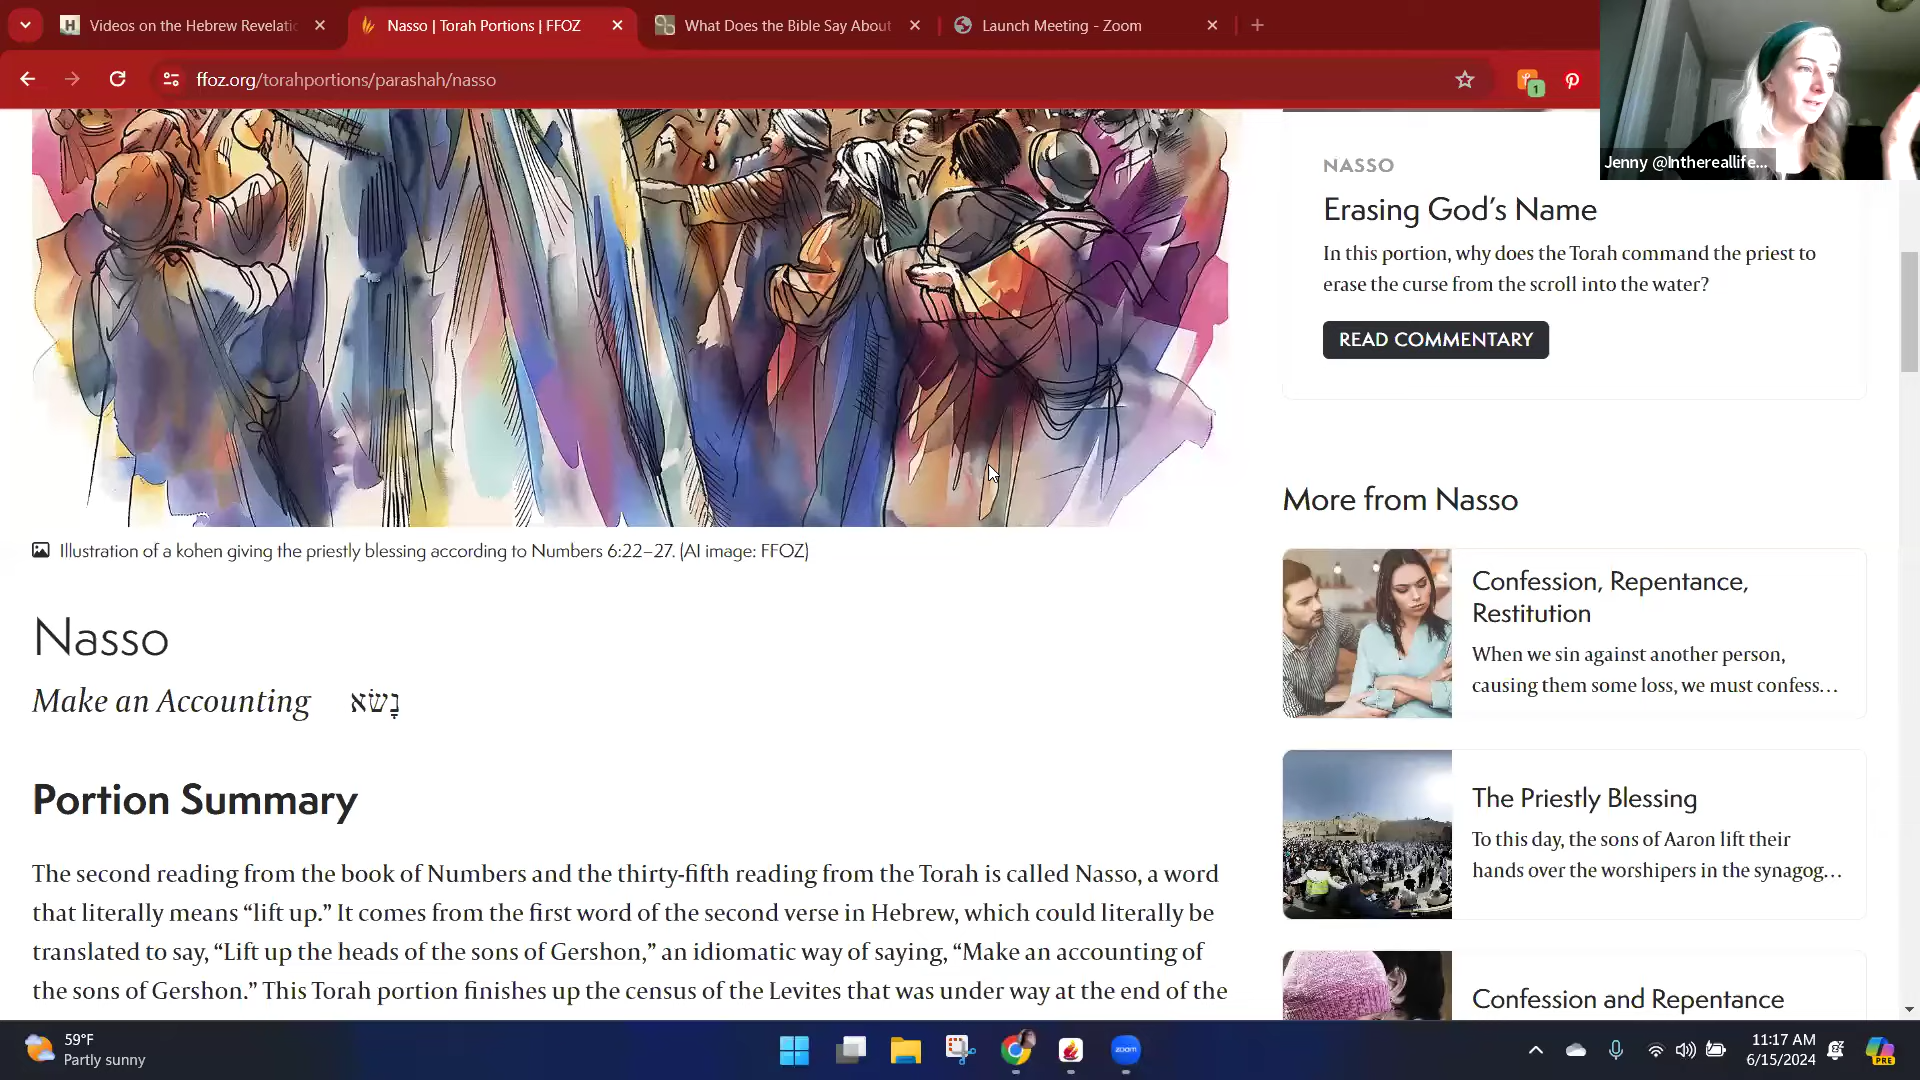 Videos on the Hebrew Revelatic
Nasso | Torah Portions | FFOZ
What Does the Bible Say About
Launch Meeting - Zoom
ffoz.org/torahportions/parashah/nasso
1
Jenny @Inthereallife...
NASSO
Erasing God's Name
In this portion, why does the Torah command the priest to
erase the curse from the scroll into the water?
READ COMMENTARY
Illustration of a kohen giving the priestly blessing according to Numbers 6:22–27. (AI image: FFOZ)
Nasso
Make an Accounting נָשֹׂא
Portion Summary
The second reading from the book of Numbers and the thirty-fifth reading from the Torah is called Nasso, a word
that literally means “lift up.” It comes from the first word of the second verse in Hebrew, which could literally be
translated to say, “Lift up the heads of the sons of Gershon,” an idiomatic way of saying, “Make an accounting of
the sons of Gershon.” This Torah portion finishes up the census of the Levites that was under way at the end of the
More from Nasso
Confession, Repentance,
Restitution
When we sin against another person,
causing them some loss, we must confess...
The Priestly Blessing
To this day, the sons of Aaron lift their
hands over the worshipers in the synagog...
Confession and Repentance
59°F
Partly sunny
zoom
11:17 AM
6/15/2024
PRE